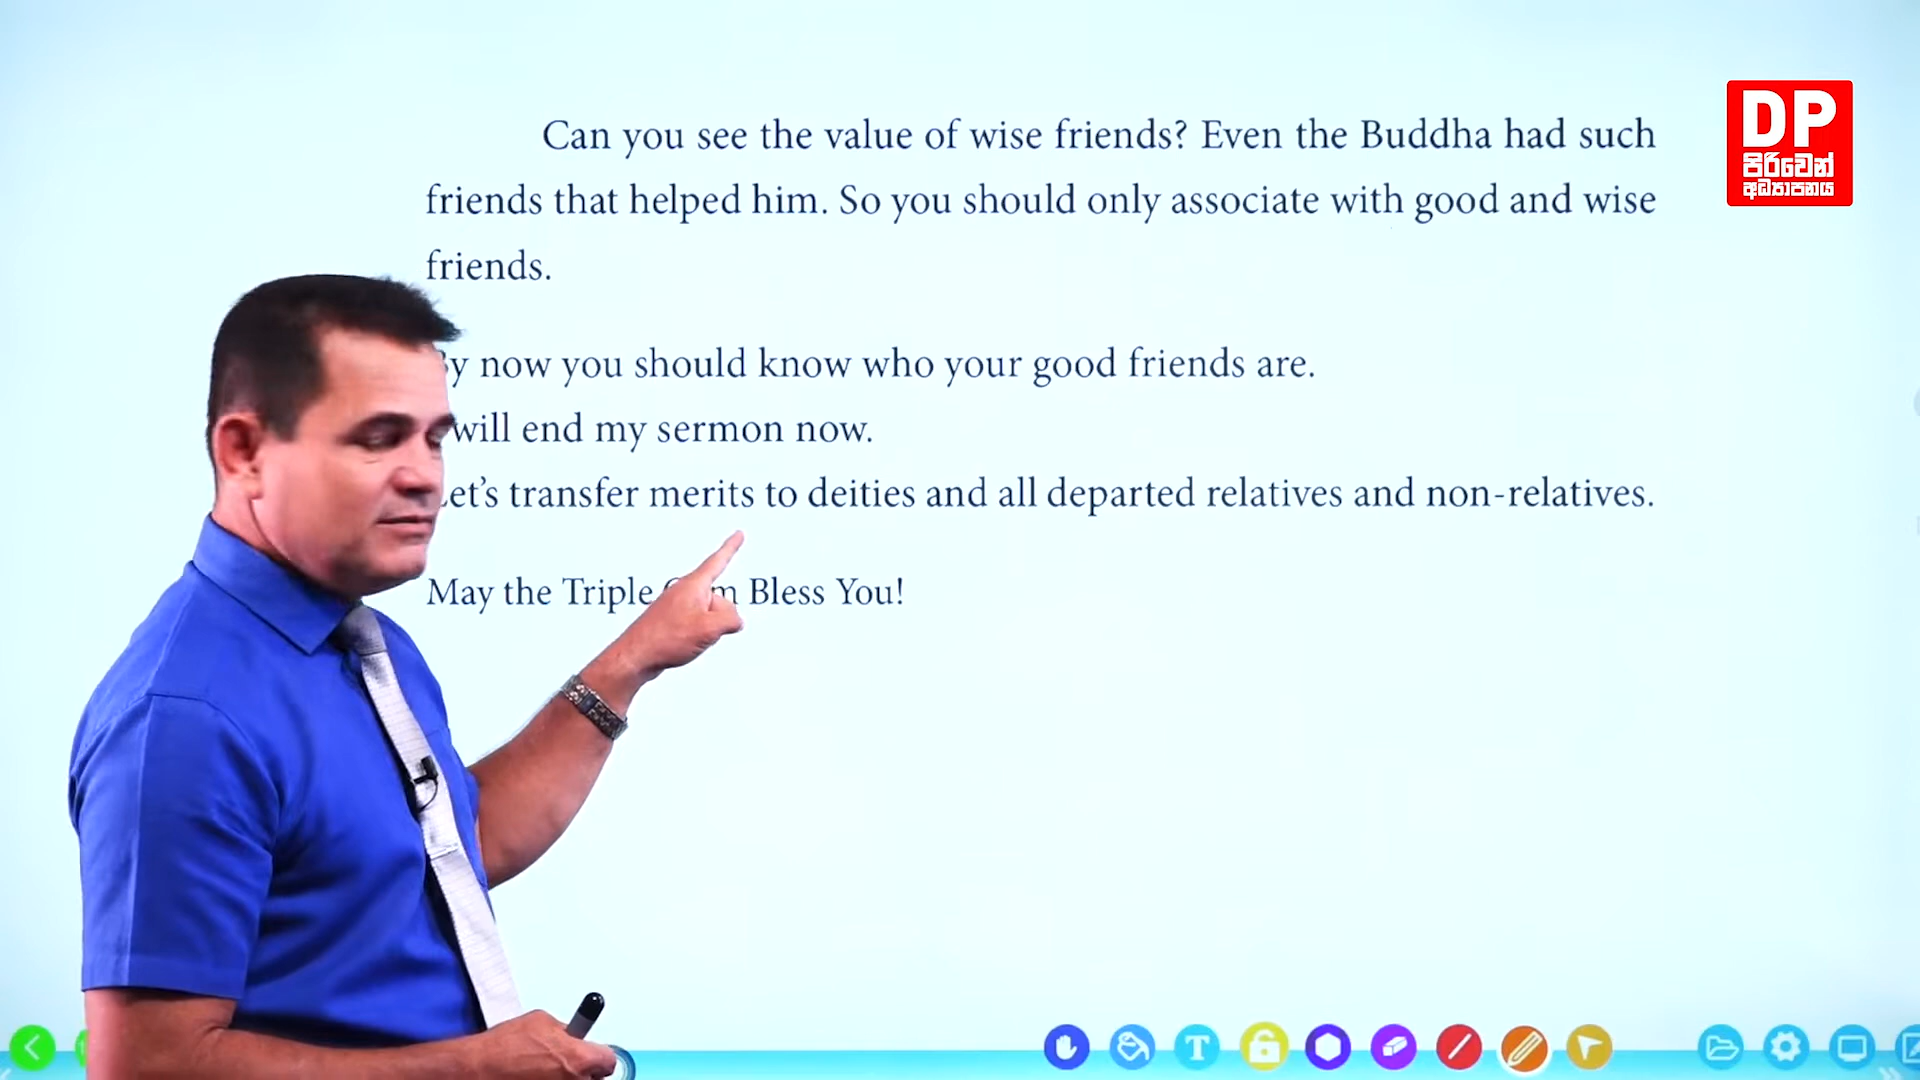 DP
පිරිවෙන්
අධ්‍යාපනය
Can you see the value of wise friends? Even the Buddha had such
friends that helped him. So you should only associate with good and wise
friends.
now you should know who your good friends are.
will end my sermon now.
transfer merits to deities and all departed relatives and non-relatives.
May the Triple Bless You!
T